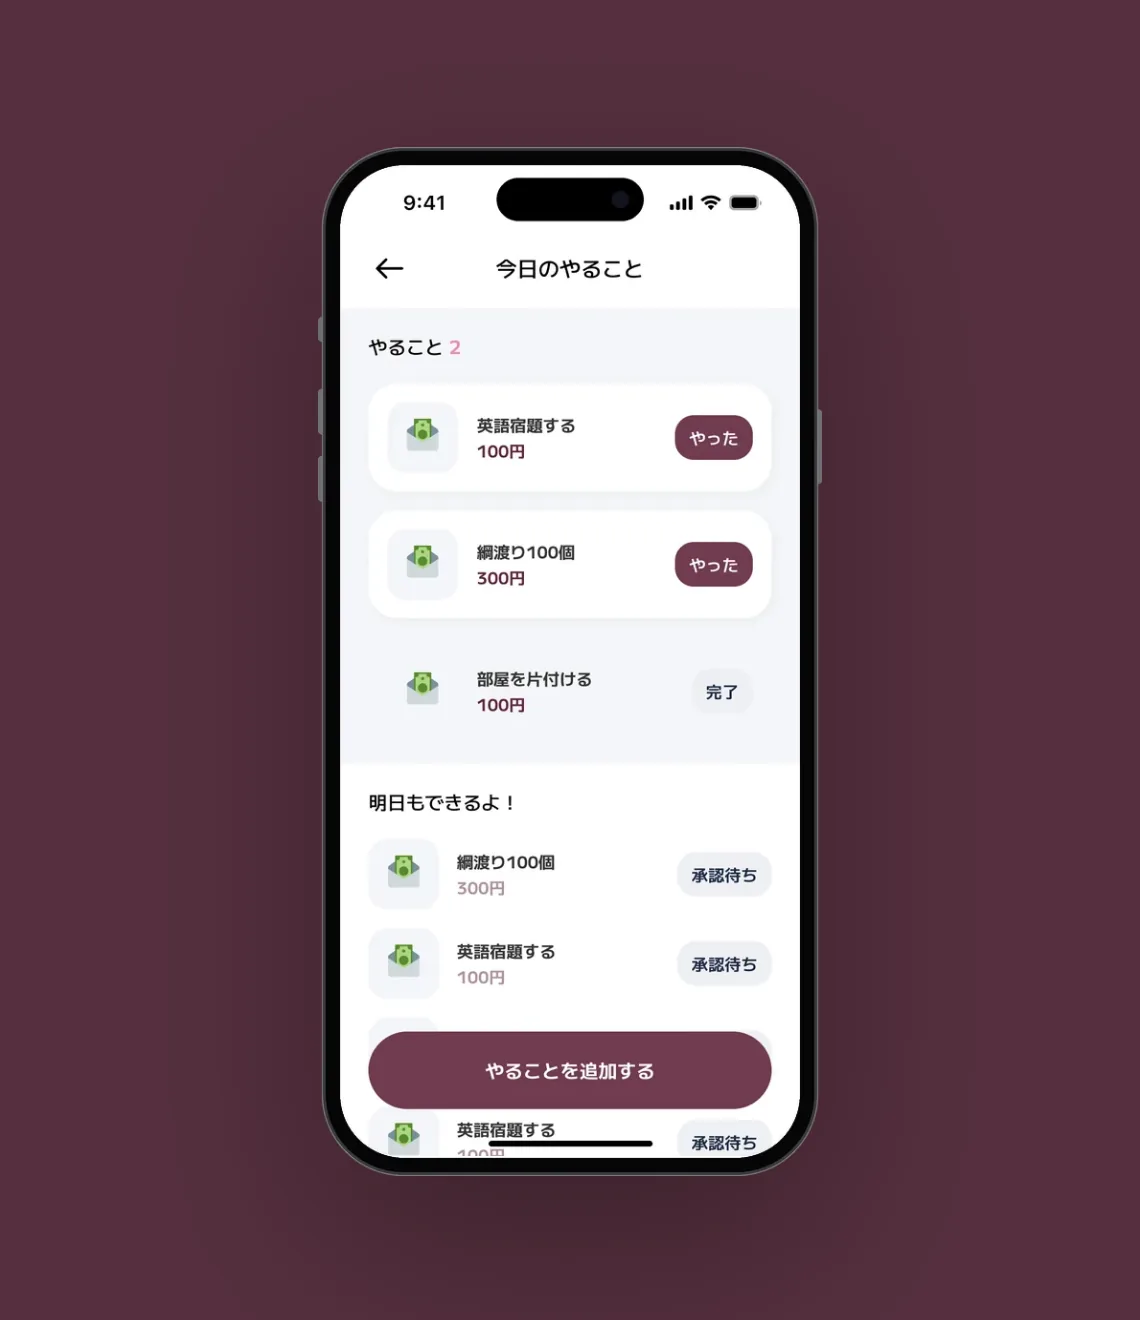 9:41
今日のやること
やること 2
英語宿題する
100円
やった
綱渡り100個
300円
やった
部屋を片付ける
100円
完了
明日もできるよ！
綱渡り100個
300円
承認待ち
英語宿題する
100円
承認待ち
やることを追加する
英語宿題する
100円
承認待ち